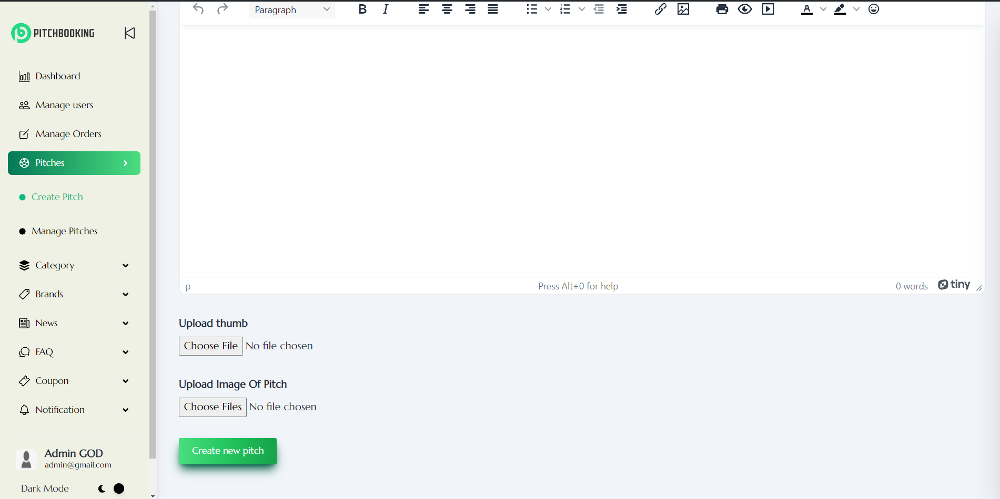 PITCHBOOKING
Dashboard
Manage users
Manage Orders
Pitches
Create Pitch
Manage Pitches
Category
Brands
News
FAQ
Coupon
Notification
Admin GOD
admin@gmail.com
Dark Mode
Paragraph
B I
A
p Press Alt+0 for help 0 words tiny
Upload thumb
Choose File No file chosen
Upload Image Of Pitch
Choose Files No file chosen
Create new pitch